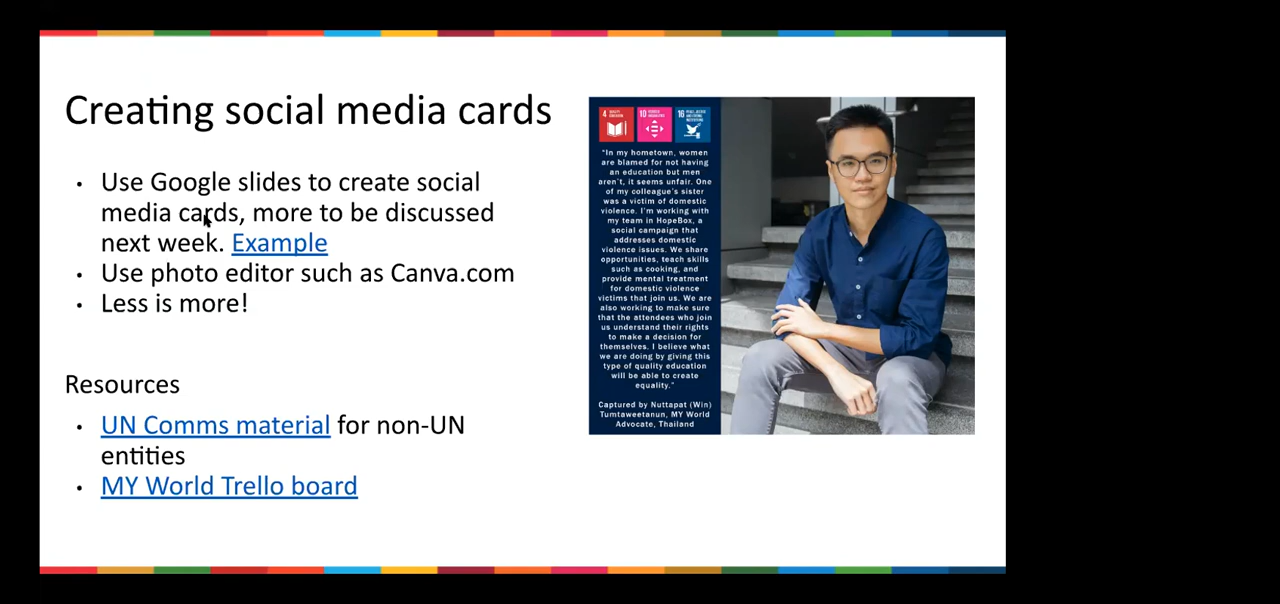 Creating social media cards
• Use Google slides to create social
media cards, more to be discussed
next week. Example
• Use photo editor such as Canva.com
• Less is more!
Resources
• UN Comms material for non-UN
entities
• MY World Trello board
4
10
16
"In my hometown, women
are blamed for not having
an education but men
aren't, it seems unfair. One
of my colleague's sister
was a victim of domestic
violence. I'm working with
my team in HopeBox, a
social campaign that
addresses domestic
violence issues. We share
opportunities, teach skills
such as cooking, and
provide mental treatment
for domestic violence
victims that join us. We are
also working to make sure
that the attendees who join
us understand their rights
to make a decision for
themselves. I believe what
we are doing by giving this
type of quality education
will be able to create
equality."
Captured by Nuttapat (Win)
Tumtaweetanun, MY World
Advocate, Thailand